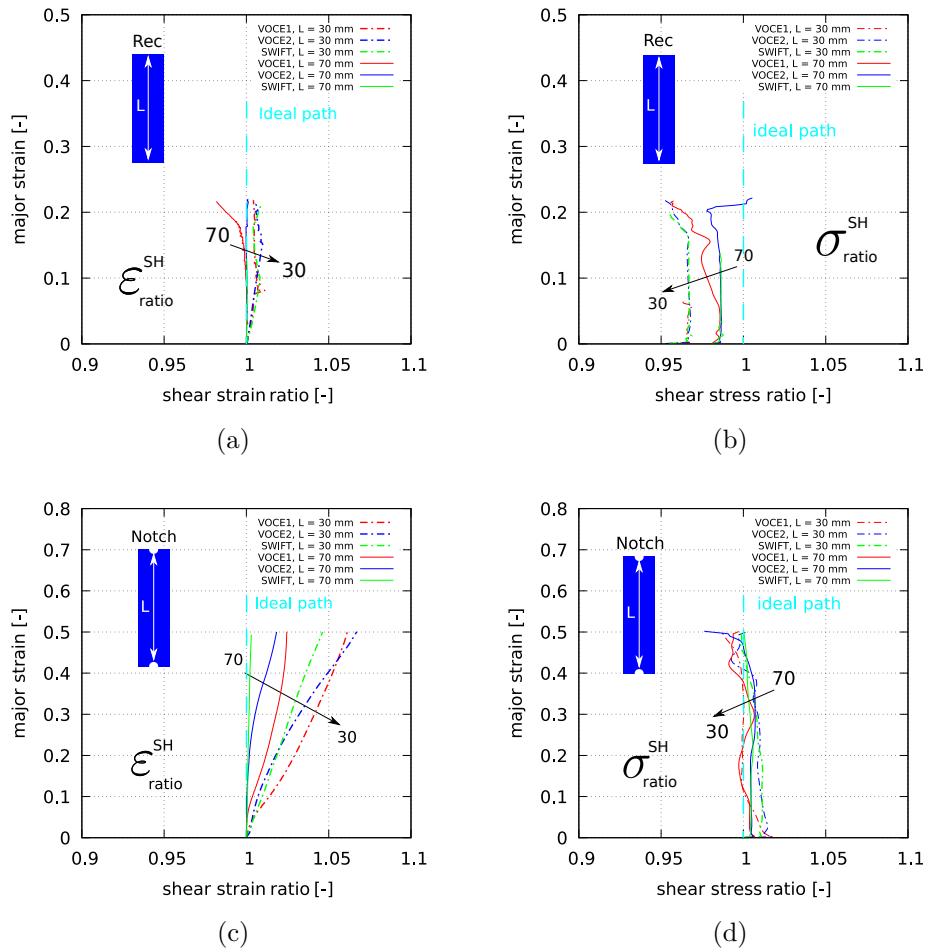 0.5
0.4
0.3
0.2
0.1
0
0.9
0.95
1
1.05
1.1
major strain [-]
shear strain ratio [-]
Rec
L
VOCE1, L = 30 mm
VOCE2, L = 30 mm
SWIFT, L = 30 mm
VOCE1, L = 70 mm
VOCE2, L = 70 mm
SWIFT, L = 70 mm
Ideal path
70
30
ε SH ratio
(a)
0.5
0.4
0.3
0.2
0.1
0
0.9
0.95
1
1.05
1.1
major strain [-]
shear stress ratio [-]
Rec
L
VOCE1, L = 30 mm
VOCE2, L = 30 mm
SWIFT, L = 30 mm
VOCE1, L = 70 mm
VOCE2, L = 70 mm
SWIFT, L = 70 mm
ideal path
70
30
σ SH ratio
(b)
0.8
0.7
0.6
0.5
0.4
0.3
0.2
0.1
0
0.9
0.95
1
1.05
1.1
major strain [-]
shear strain ratio [-]
Notch
L
VOCE1, L = 30 mm
VOCE2, L = 30 mm
SWIFT, L = 30 mm
VOCE1, L = 70 mm
VOCE2, L = 70 mm
SWIFT, L = 70 mm
Ideal path
70
30
ε SH ratio
(c)
0.8
0.7
0.6
0.5
0.4
0.3
0.2
0.1
0
0.9
0.95
1
1.05
1.1
major strain [-]
shear stress ratio [-]
Notch
L
VOCE1, L = 30 mm
VOCE2, L = 30 mm
SWIFT, L = 30 mm
VOCE1, L = 70 mm
VOCE2, L = 70 mm
SWIFT, L = 70 mm
ideal path
70
30
σ SH ratio
(d)